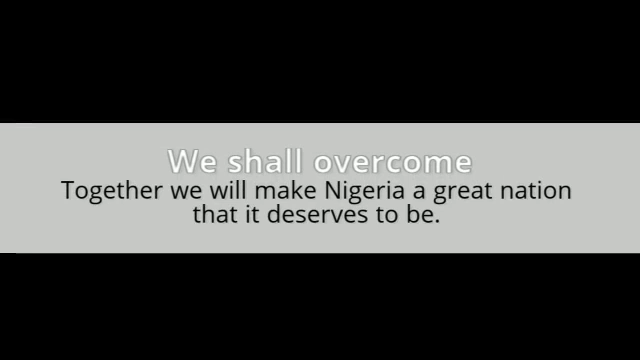 We shall overcome
Together we will make Nigeria a great nation
that it deserves to be.